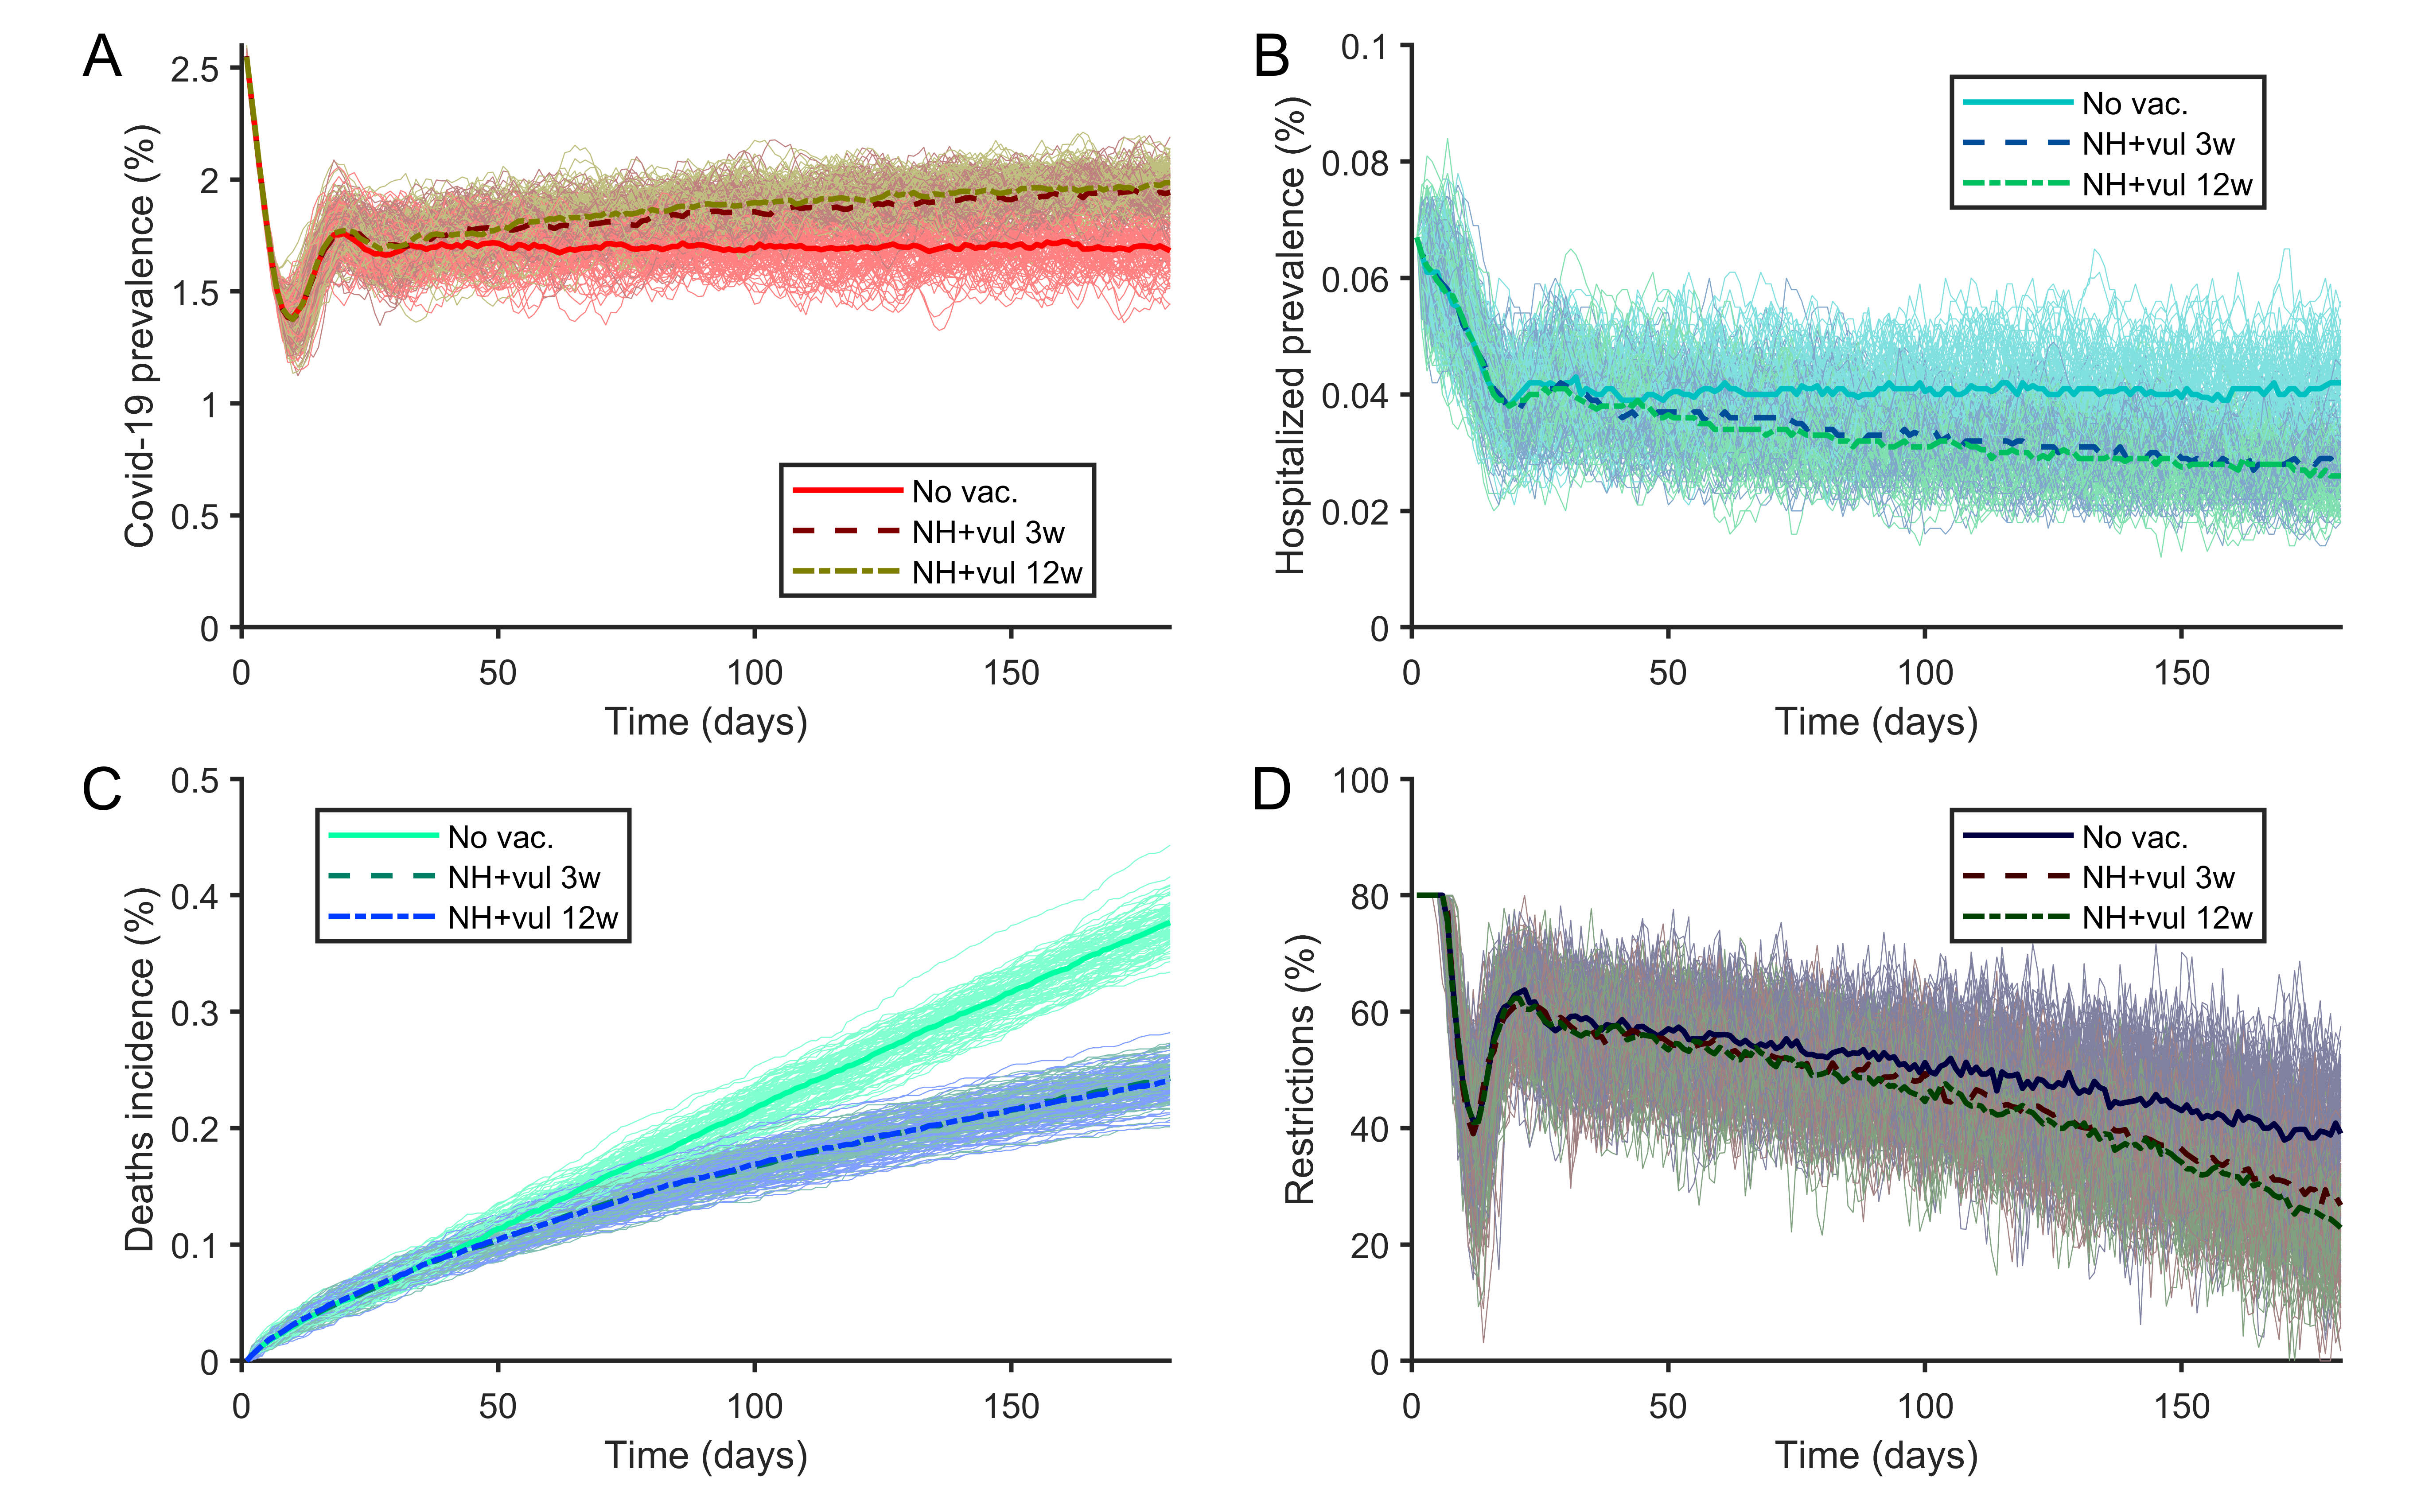 A
Covid-19 prevalence (%)
2.5
2
1.5
1
0.5
0
0 50 100 150
Time (days)
No vac.
NH+vul 3w
NH+vul 12w
B
Hospitalized prevalence (%)
0.1
0.08
0.06
0.04
0.02
0
0 50 100 150
Time (days)
No vac.
NH+vul 3w
NH+vul 12w
C
Deaths incidence (%)
0.5
0.4
0.3
0.2
0.1
0
0 50 100 150
Time (days)
No vac.
NH+vul 3w
NH+vul 12w
D
Restrictions (%)
100
80
60
40
20
0
0 50 100 150
Time (days)
No vac.
NH+vul 3w
NH+vul 12w